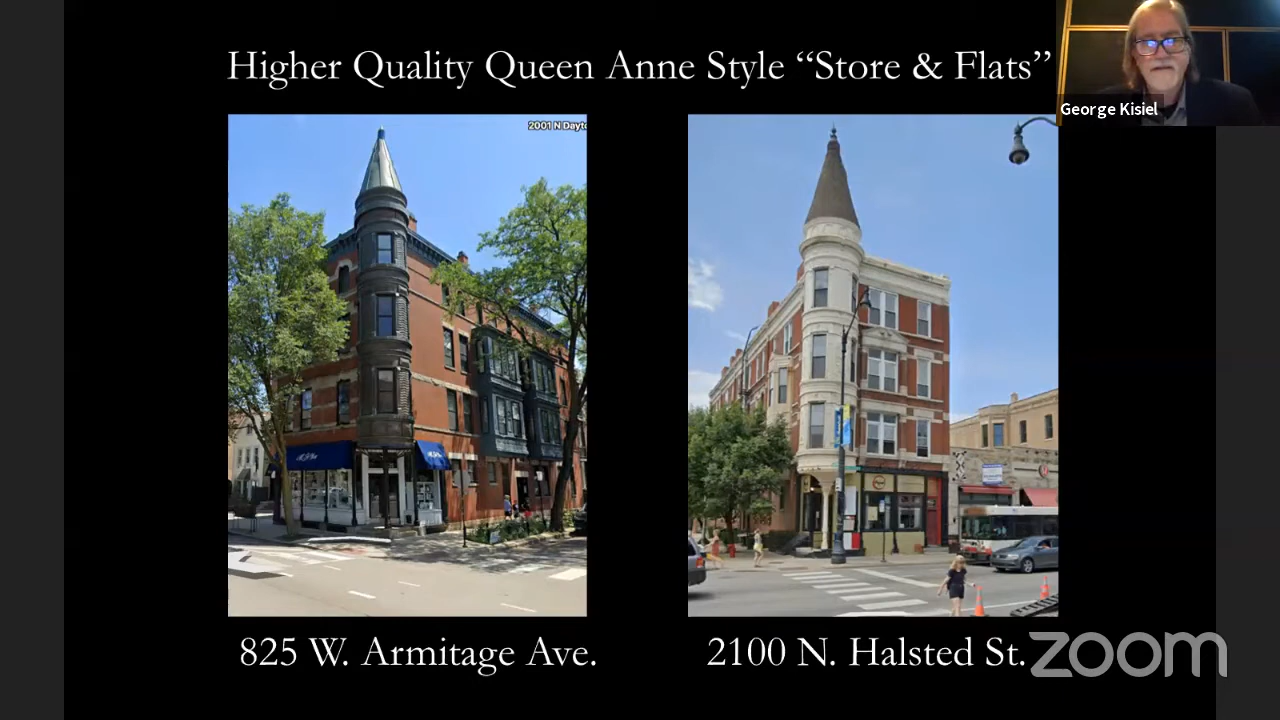 Higher Quality Queen Anne Style “Store & Flats”
George Kisiel
2001 N Dayto
825 W. Armitage Ave.
2100 N. Halsted St.
zoom